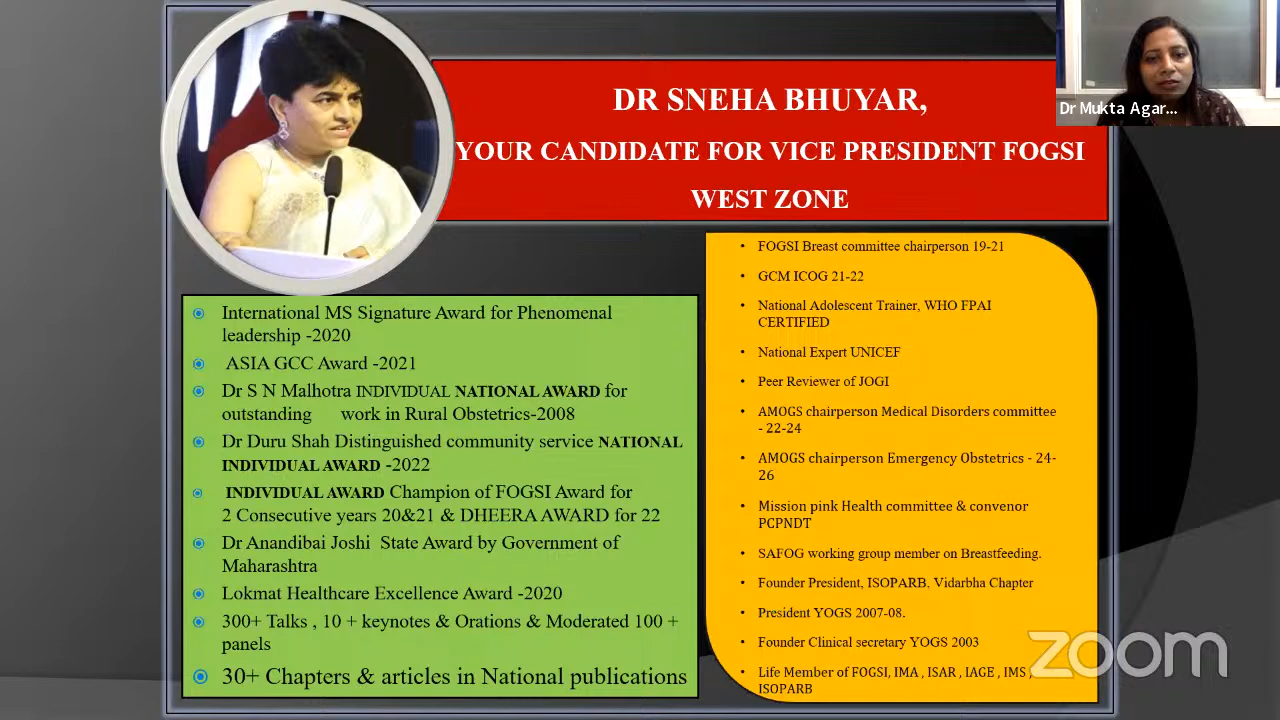 DR SNEHA BHUYAR,
YOUR CANDIDATE FOR VICE PRESIDENT FOGSI
WEST ZONE
Dr Mukta Agar...
International MS Signature Award for Phenomenal
leadership -2020
ASIA GCC Award -2021
Dr S N Malhotra INDIVIDUAL NATIONAL AWARD for
outstanding work in Rural Obstetrics-2008
Dr Duru Shah Distinguished community service NATIONAL
INDIVIDUAL AWARD -2022
INDIVIDUAL AWARD Champion of FOGSI Award for
2 Consecutive years 20&21 & DHEERA AWARD for 22
Dr Anandibai Joshi State Award by Government of
Maharashtra
Lokmat Healthcare Excellence Award -2020
300+ Talks , 10 + keynotes & Orations & Moderated 100 +
panels
30+ Chapters & articles in National publications
FOGSI Breast committee chairperson 19-21
GCM ICOG 21-22
National Adolescent Trainer, WHO FPAI
CERTIFIED
National Expert UNICEF
Peer Reviewer of JOGI
AMOGS chairperson Medical Disorders committee
- 22-24
AMOGS chairperson Emergency Obstetrics - 24-
26
Mission pink Health committee & convenor
PCPNDT
SAFOG working group member on Breastfeeding.
Founder President, ISOPARB, Vidarbha Chapter
President YOGS 2007-08.
Founder Clinical secretary YOGS 2003
Life Member of FOGSI, IMA , ISAR , IAGE , IMS ,
ISOPARB
zoom